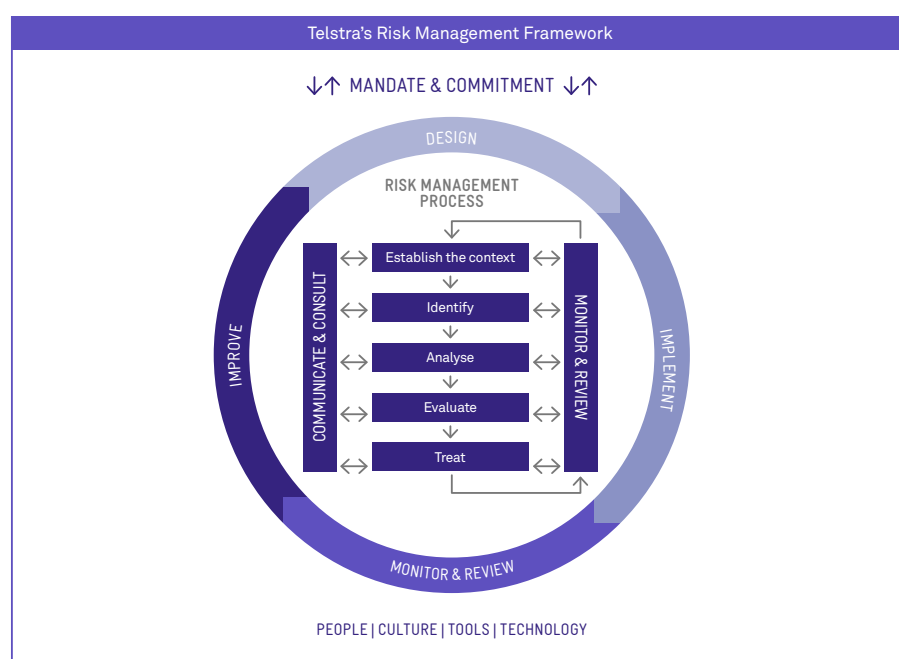 Telstra's Risk Management Framework
MANDATE & COMMITMENT
DESIGN
RISK MANAGEMENT
PROCESS
Establish the context
Identify
Analyse
Evaluate
Treat
COMMUNICATE & CONSULT
MONITOR & REVIEW
IMPROVE
IMPLEMENT
MONITOR & REVIEW
PEOPLE | CULTURE | TOOLS | TECHNOLOGY